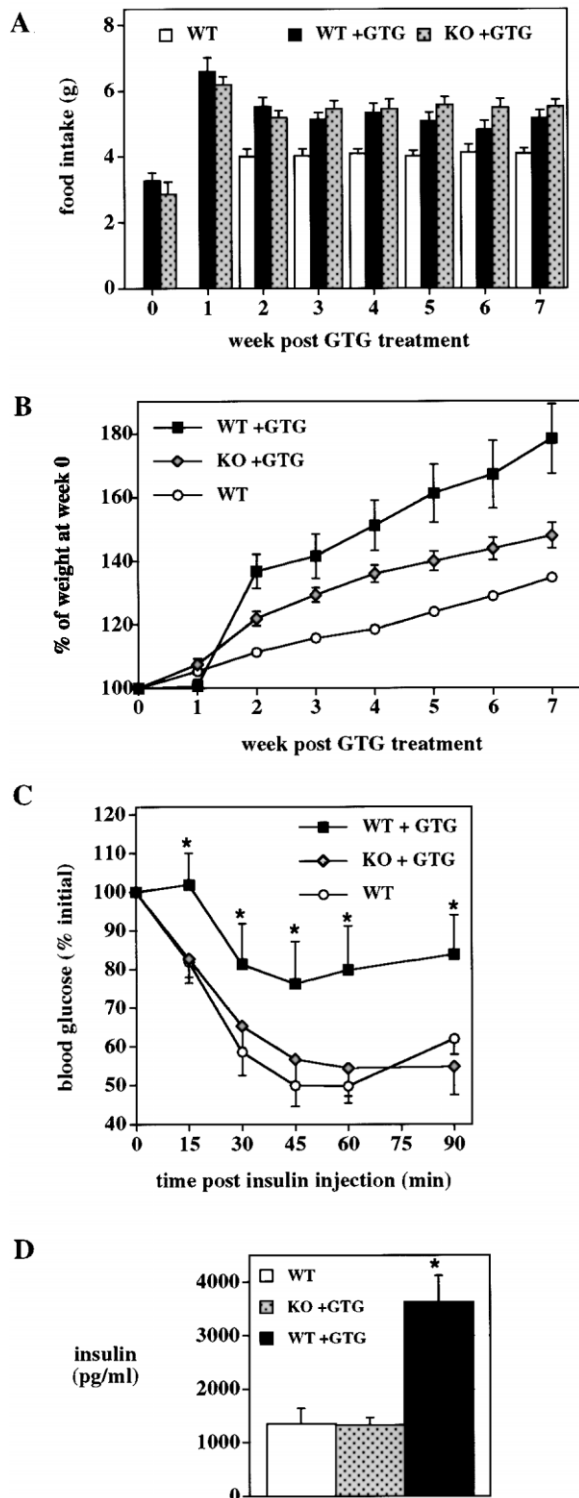 A
WT WT +GTG KO +GTG
8
6
4
2
0
food intake (g)
0 1 2 3 4 5 6 7
week post GTG treatment
B
180
160
140
120
100
% of weight at week 0
WT +GTG
KO +GTG
WT
0 1 2 3 4 5 6 7
week post GTG treatment
C
120
110
100
90
80
70
60
50
40
blood glucose (% initial)
WT + GTG
KO + GTG
WT
* * * * *
0 15 30 45 60 75 90
time post insulin injection (min)
D
4000
3000
2000
1000
0
insulin
(pg/ml)
WT
KO +GTG
WT +GTG
*